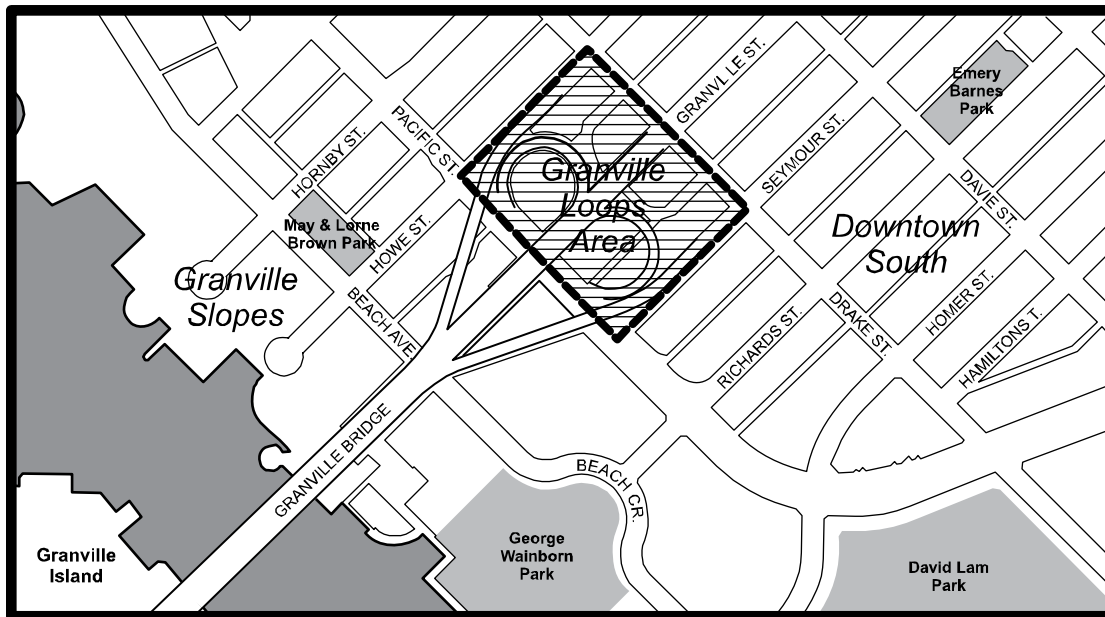 GRANVILLE ST.
Emery
Barnes
Park
PACIFIC ST.
HORNBY ST.
SEYMOUR ST.
Granville
Loops
Area
DAVIE ST.
May & Lorne
Brown Park
HOWE ST.
Downtown
South
Granville
Slopes
BEACH AVE.
DRAKE ST.
HOMER ST.
RICHARDS ST.
HAMILTONS T.
GRANVILLE BRIDGE
BEACH CR.
George
Wainborn
Park
Granville
Island
David Lam
Park